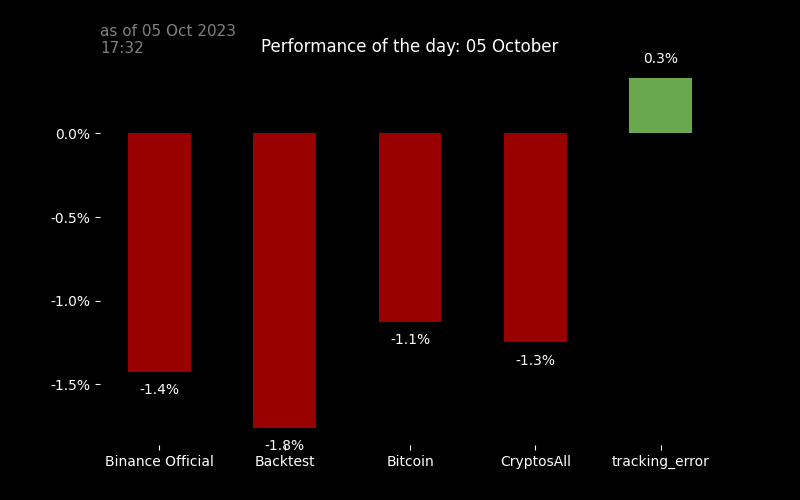 as of 05 Oct 2023
17:32
Performance of the day: 05 October
0.3%
0.0%
-0.5%
-1.0%
-1.1%
-1.3%
-1.5%
-1.4%
-1.8%
Binance Official
Backtest
Bitcoin
CryptosAll
tracking_error